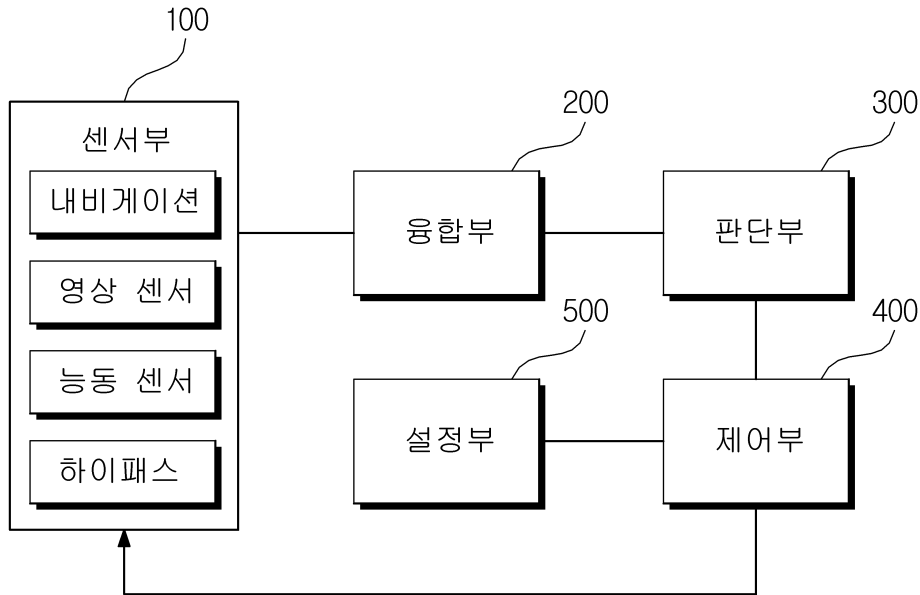 100
센서부
내비게이션
영상 센서
능동 센서
하이패스
200
융합부
300
판단부
500
설정부
400
제어부